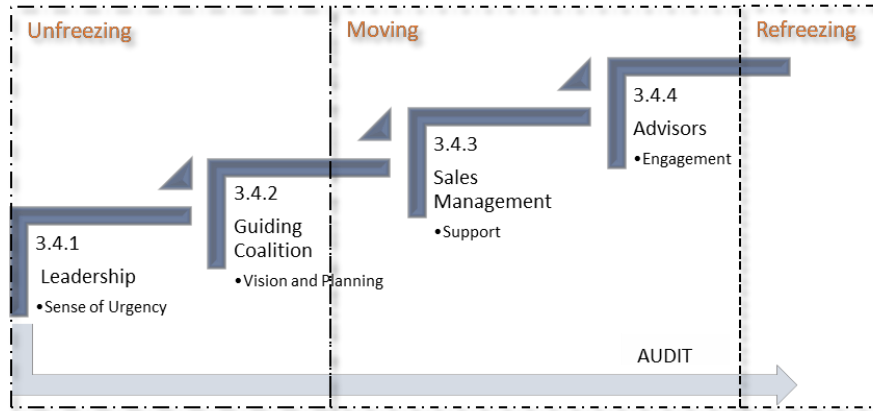 Unfreezing
Moving
Refreezing
3.4.1
Leadership
•Sense of Urgency
3.4.2
Guiding
Coalition
•Vision and Planning
3.4.3
Sales
Management
•Support
3.4.4
Advisors
•Engagement
AUDIT